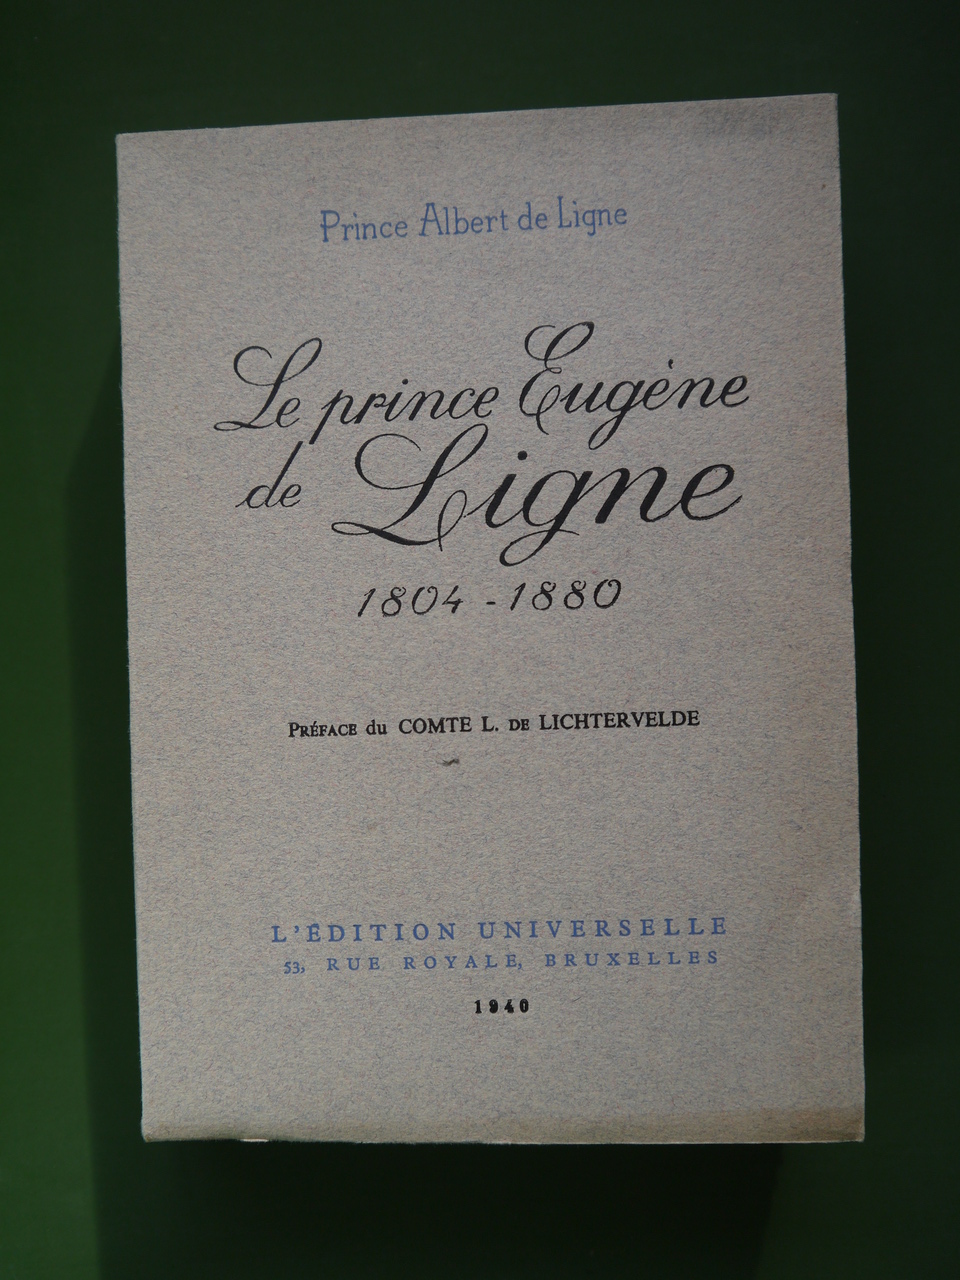 Prince Albert de Ligne
Le prince Eugène
de Ligne
1804 - 1880
PRÉFACE du COMTE L. DE LICHTERVELDE
L'ÉDITION UNIVERSELLE
53, RUE ROYALE, BRUXELLES
1940